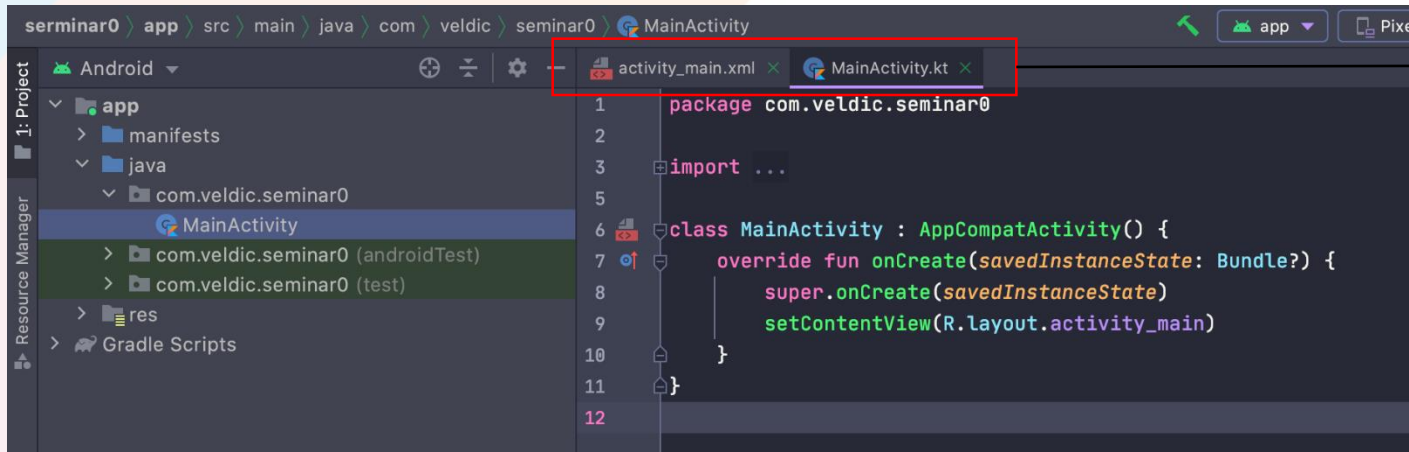 serminar0 〉 app 〉 src 〉 main 〉 java 〉 com 〉 veldic 〉 seminar0 〉 MainActivity
app
Pixe
1: Project
Resource Manager
Android
app
manifests
java
com.veldic.seminar0
MainActivity
com.veldic.seminar0 (androidTest)
com.veldic.seminar0 (test)
res
Gradle Scripts
activity_main.xml × MainActivity.kt ×
1 package com.veldic.seminar0
2
3 import ...
5
6 class MainActivity : AppCompatActivity() {
7 override fun onCreate(savedInstanceState: Bundle?) {
8 super.onCreate(savedInstanceState)
9 setContentView(R.layout.activity_main)
10 }
11 }
12